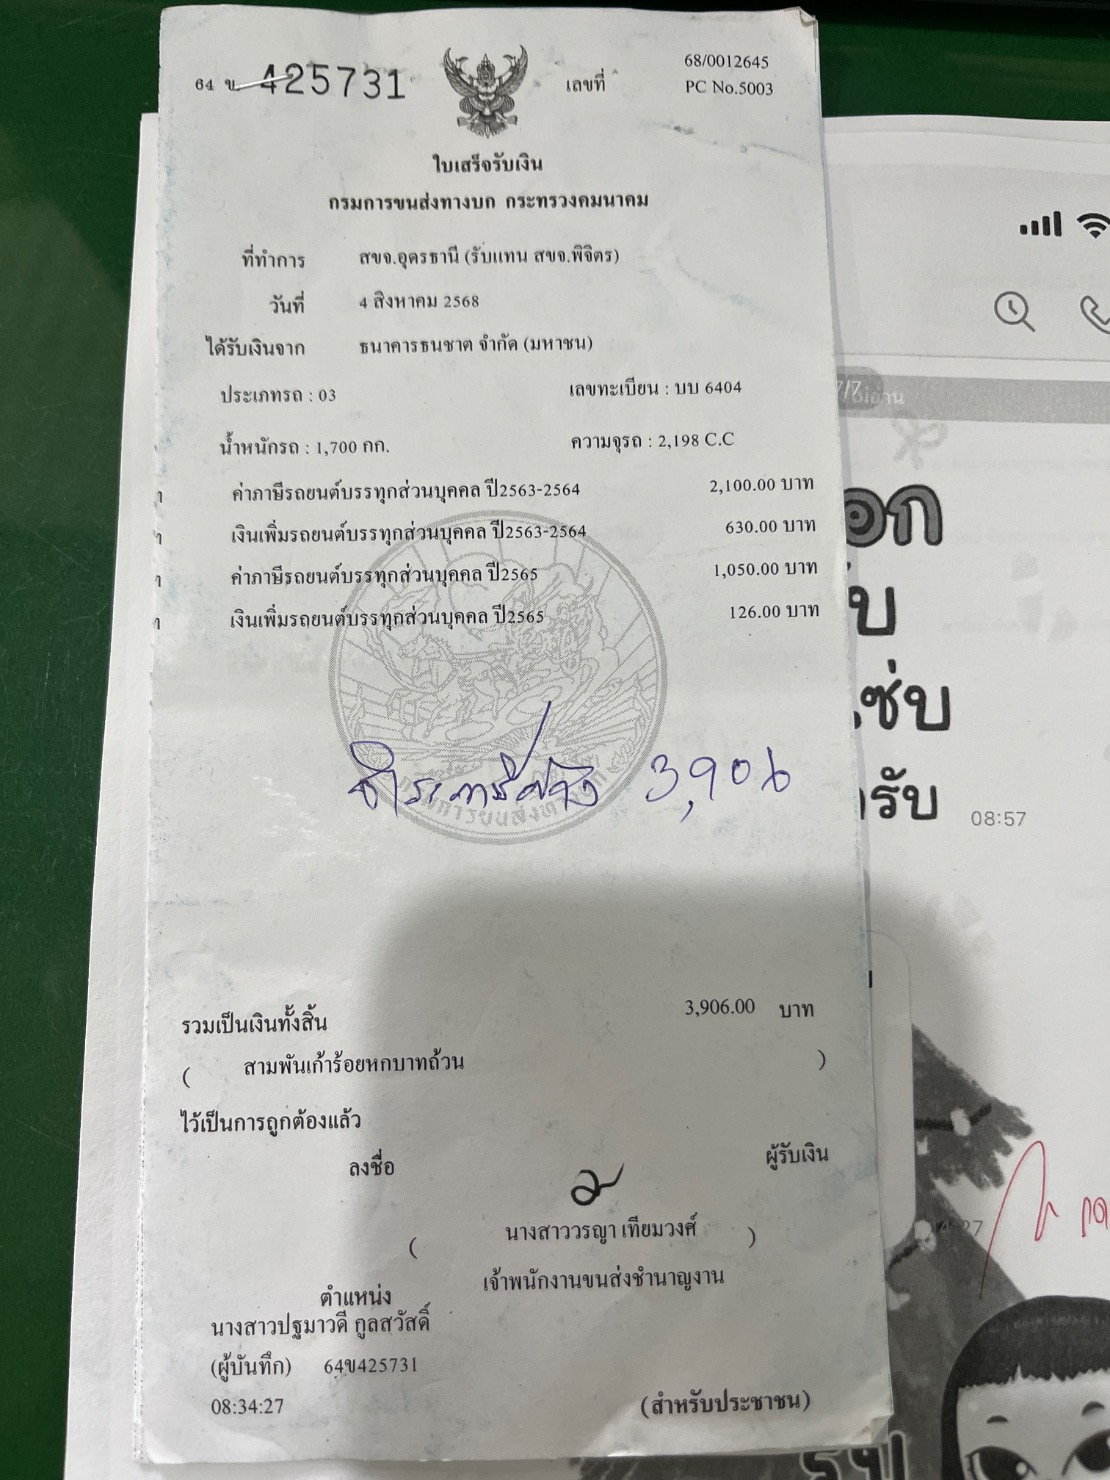 64 ข. 425731
เลขที่
68/0012645
PC No.5003
ใบเสร็จรับเงิน
กรมการขนส่งทางบก กระทรวงคมนาคม
ที่ทำการ สขจ.อุดรธานี (รับแทน สขจ.พิจิตร)
วันที่ 4 สิงหาคม 2568
ได้รับเงินจาก ธนาคารธนชาต จำกัด (มหาชน)
ประเภทรถ : 03 เลขทะเบียน : บบ 6404
น้ำหนักรถ : 1,700 กก. ความจุรถ : 2,198 C.C
ค่าภาษีรถยนต์บรรทุกส่วนบุคคล ปี2563-2564 2,100.00 บาท
เงินเพิ่มรถยนต์บรรทุกส่วนบุคคล ปี2563-2564 630.00 บาท
ค่าภาษีรถยนต์บรรทุกส่วนบุคคล ปี2565 1,050.00 บาท
เงินเพิ่มรถยนต์บรรทุกส่วนบุคคล ปี2565 126.00 บาท
ชำระภาษีค้าง 3,906
รวมเป็นเงินทั้งสิ้น 3,906.00 บาท
( สามพันเก้าร้อยหกบาทถ้วน )
ไว้เป็นการถูกต้องแล้ว
ลงชื่อ ผู้รับเงิน
( นางสาววรญา เทียมวงศ์ )
ตำแหน่ง เจ้าพนักงานขนส่งชำนาญงาน
นางสาวปฐมาวดี กูลสวัสดิ์
(ผู้บันทึก) 64ข425731
08:34:27 (สำหรับประชาชน)
08:57